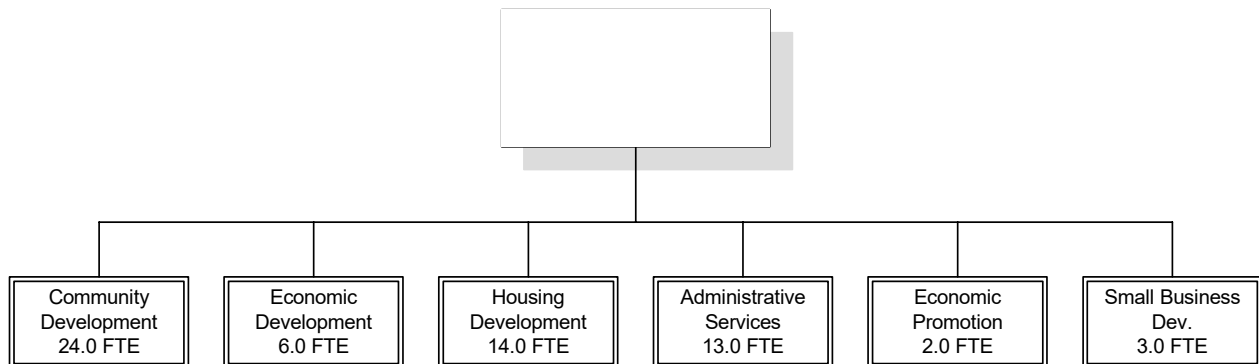 Community
Development
24.0 FTE
Economic
Development
6.0 FTE
Housing
Development
14.0 FTE
Administrative
Services
13.0 FTE
Economic
Promotion
2.0 FTE
Small Business
Dev.
3.0 FTE